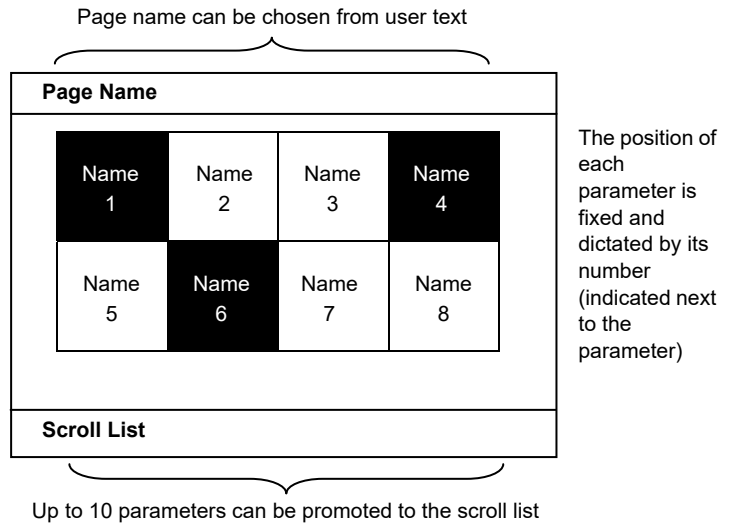 Page name can be chosen from user text
Page Name
Name
1
Name
2
Name
3
Name
4
Name
5
Name
6
Name
7
Name
8
The position of
each
parameter is
fixed and
dictated by its
number
(indicated next
to the
parameter)
Scroll List
Up to 10 parameters can be promoted to the scroll list